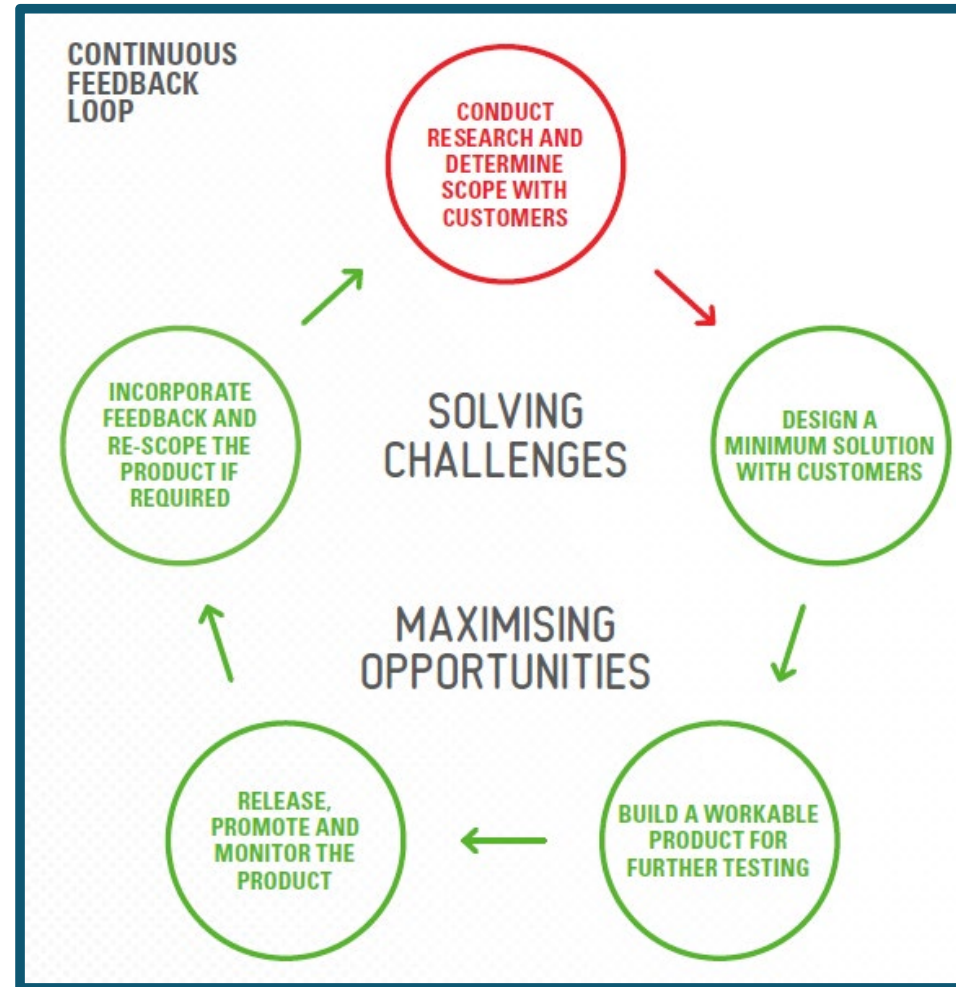 CONTINUOUS
FEEDBACK
LOOP
CONDUCT
RESEARCH AND
DETERMINE
SCOPE WITH
CUSTOMERS
DESIGN A
MINIMUM SOLUTION
WITH CUSTOMERS
BUILD A WORKABLE
PRODUCT FOR
FURTHER TESTING
RELEASE,
PROMOTE AND
MONITOR THE
PRODUCT
INCORPORATE
FEEDBACK AND
RE-SCOPE THE
PRODUCT IF
REQUIRED
SOLVING
CHALLENGES
MAXIMISING
OPPORTUNITIES